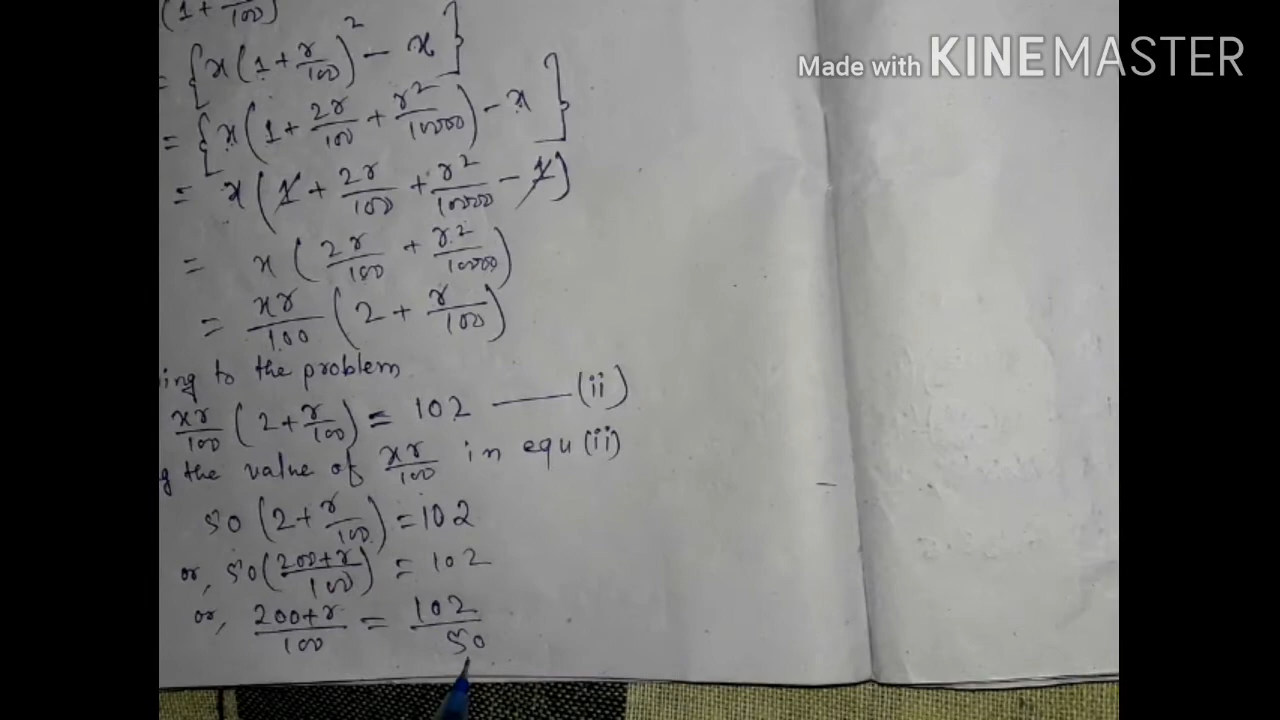 (1 + r/100)
= {x(1 + r/100)² - x}
= {x(1 + 2r/100 + r²/10000) - x}
= x(1 + 2r/100 + r²/10000 - 1)
= x(2r/100 + r²/10000)
= xr/100 (2 + r/100)
ing to the problem
xr/100 (2 + r/100) = 102 —— (ii)
g the value of xr/100 in equ (ii)
50 (2 + r/100) = 102
or, 50(200+r/100) = 102
or, 200+r/100 = 102/50
Made with KINEMASTER